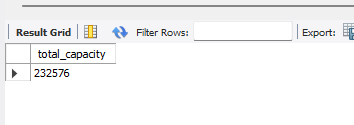 Result Grid Filter Rows: Export:
total_capacity
232576